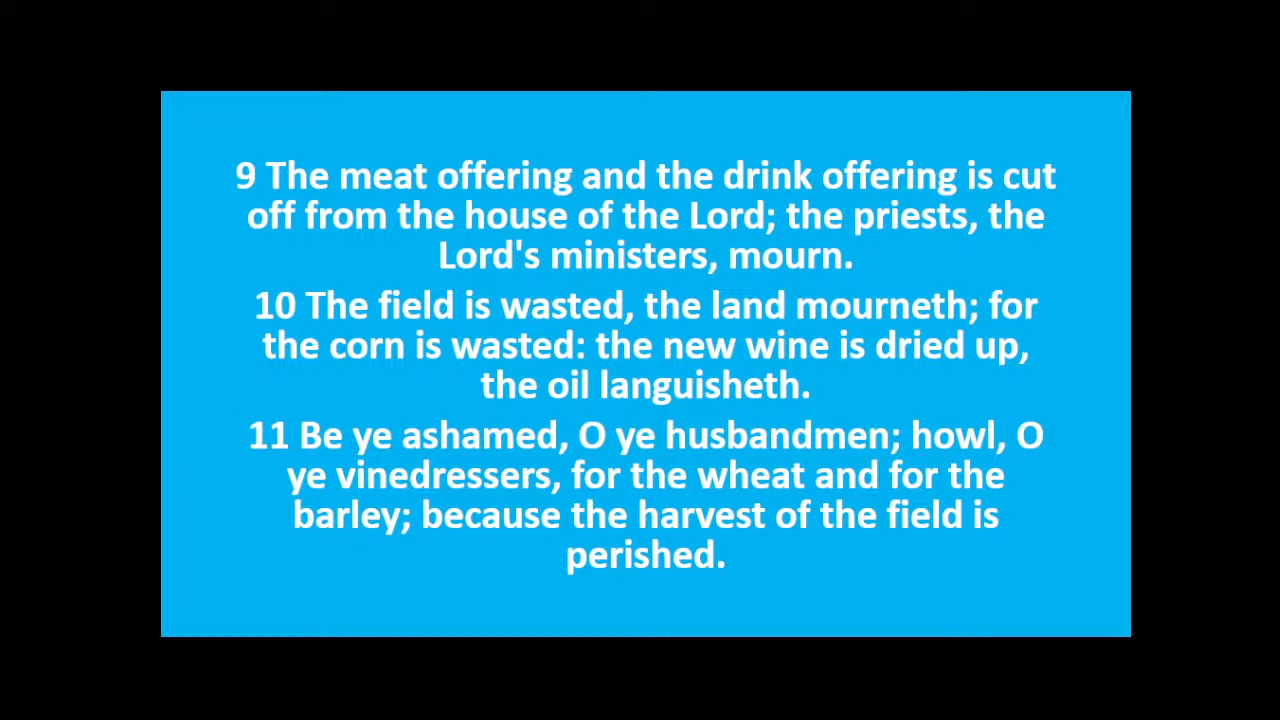 9 The meat offering and the drink offering is cut
off from the house of the Lord; the priests, the
Lord's ministers, mourn.
10 The field is wasted, the land mourneth; for
the corn is wasted: the new wine is dried up,
the oil languisheth.
11 Be ye ashamed, O ye husbandmen; howl, O
ye vinedressers, for the wheat and for the
barley; because the harvest of the field is
perished.